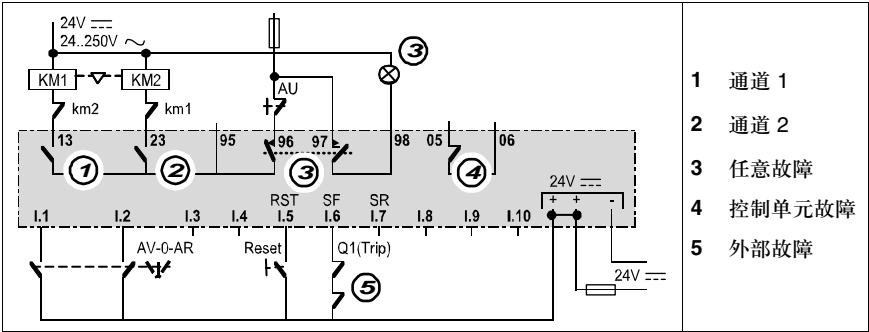 24V
24..250V
KM1
KM2
3
AU
km2
km1
13
23
95
96
97
98
05
06
1
2
3
4
24V
+ + -
RST SF SR
I.1 I.2 I.3 I.4 I.5 I.6 I.7 I.8 I.9 I.10
AV-0-AR
Reset
Q1(Trip)
24V
5
1 通道 1
2 通道 2
3 任意故障
4 控制单元故障
5 外部故障